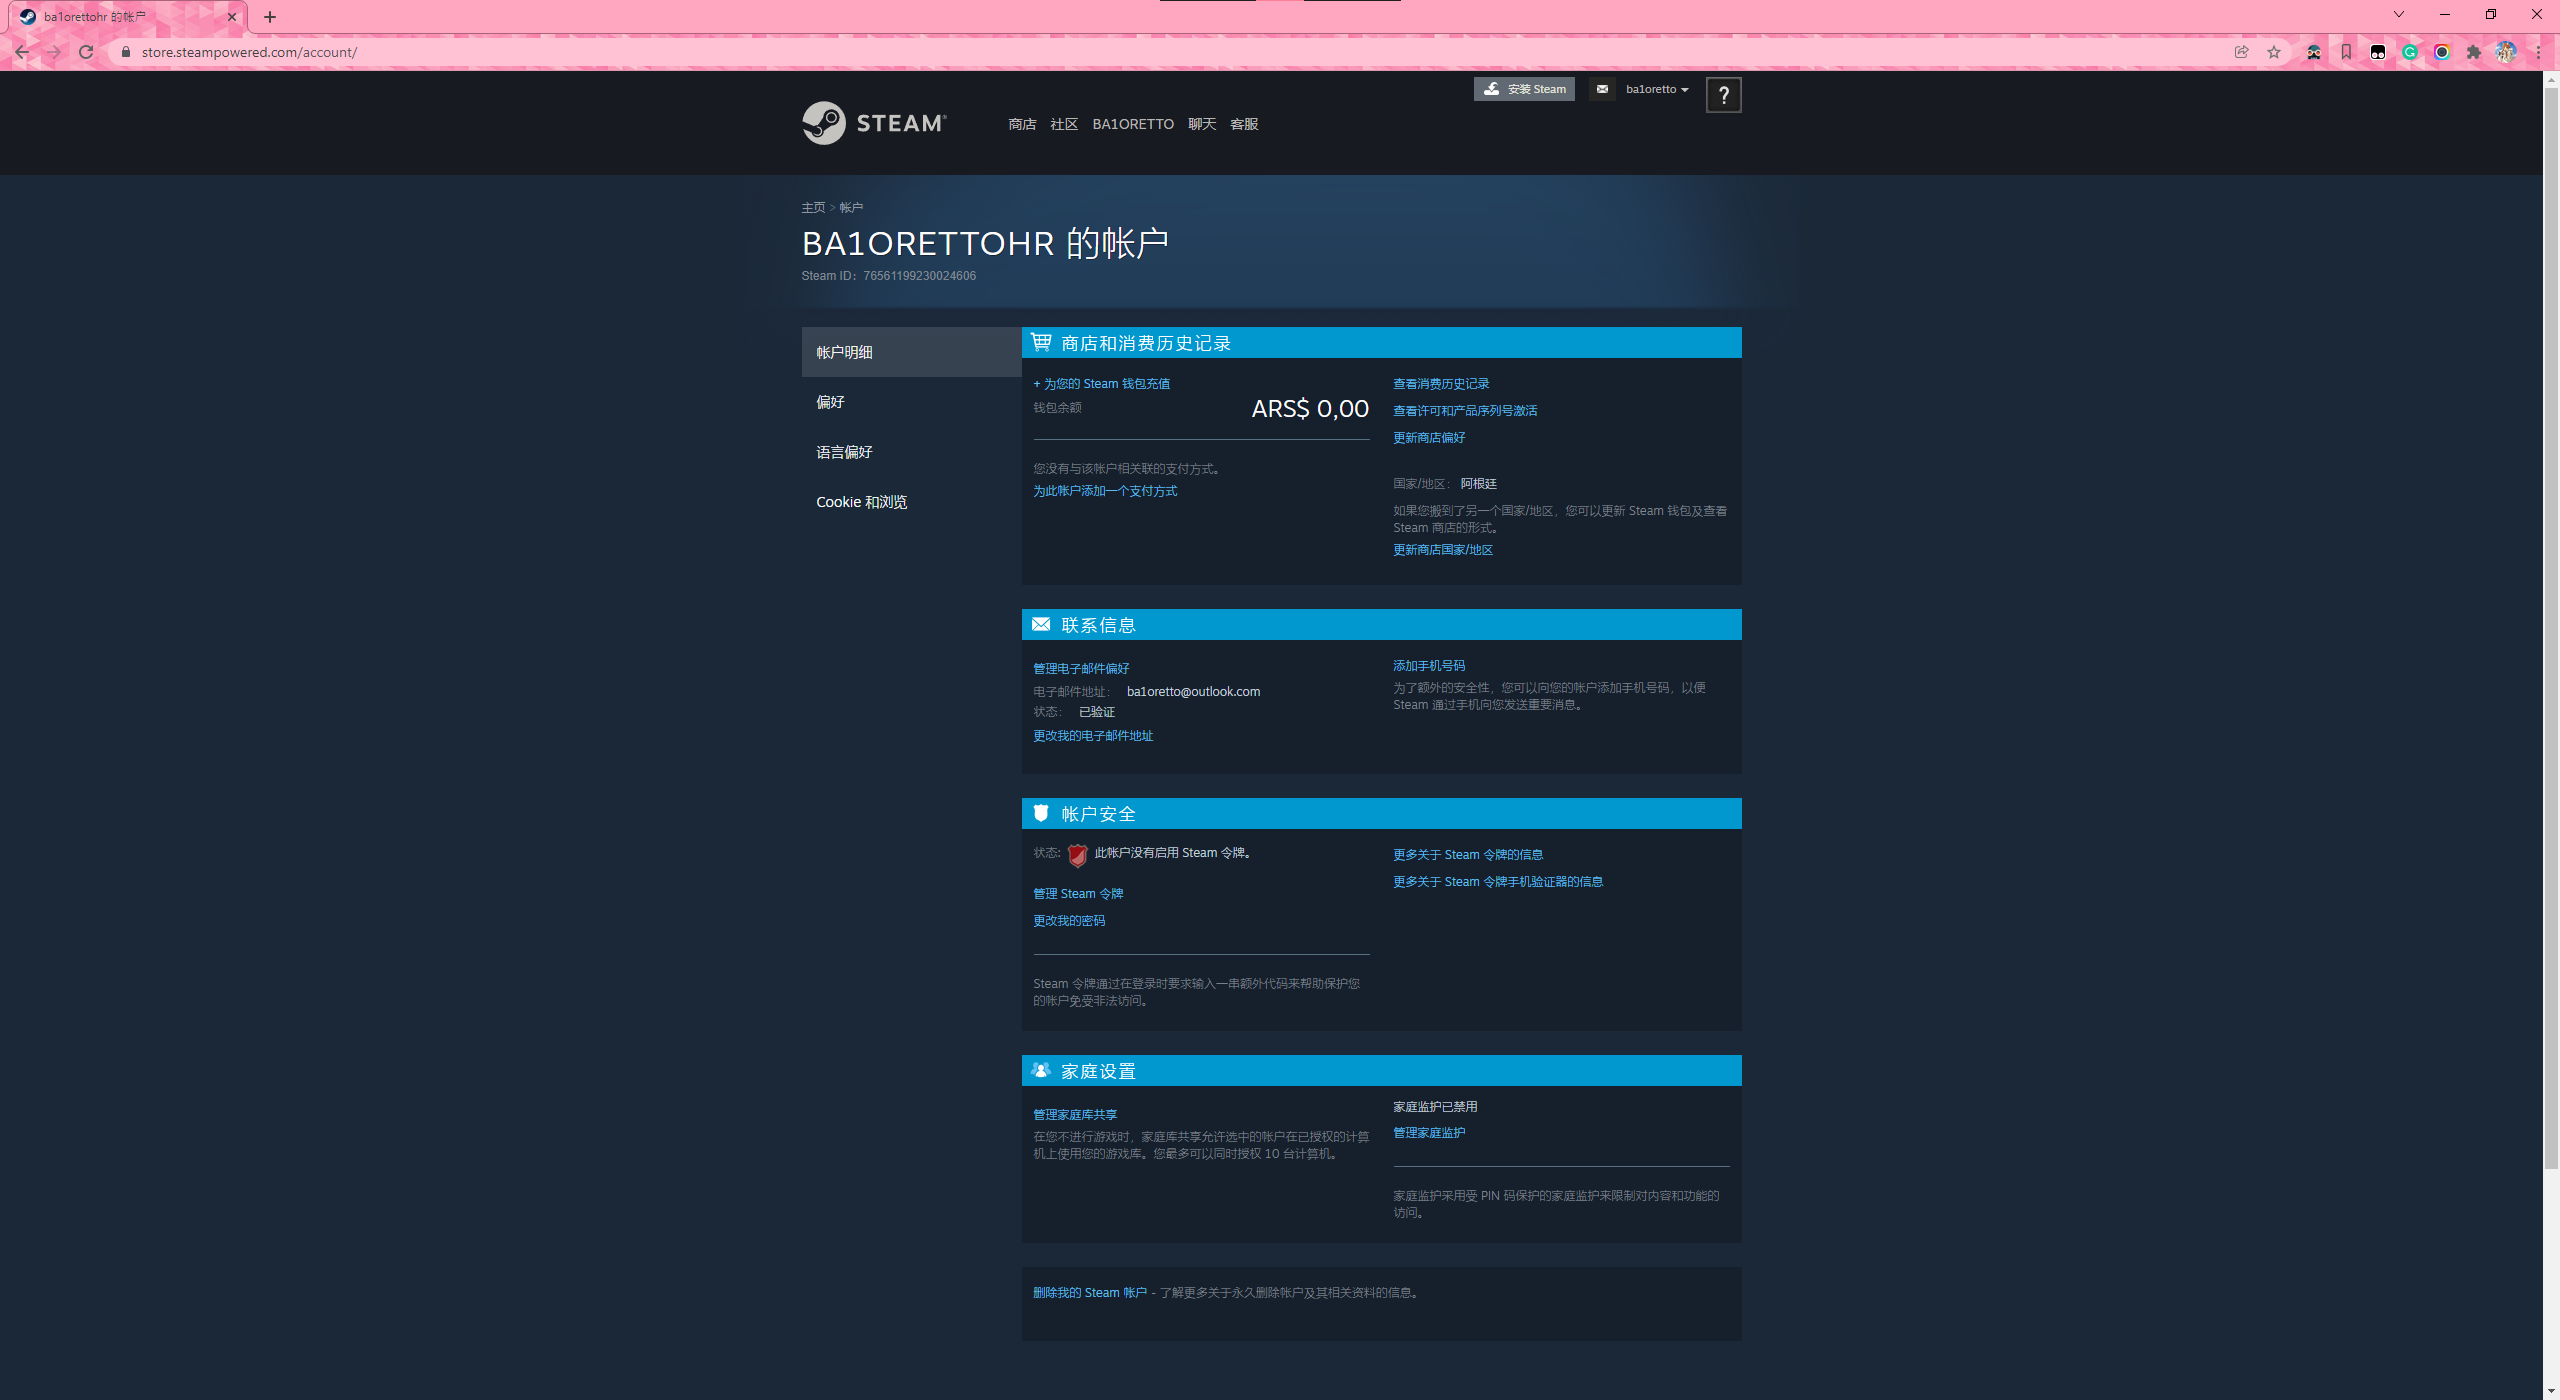 ba1orettohr 的帐户
store.steampowered.com/account/
安装 Steam
ba1oretto
?
STEAM®
商店 社区 BA1ORETTO 聊天 客服
主页 > 帐户
BA1ORETTOHR 的帐户
Steam ID：76561199230024606
帐户明细
偏好
语言偏好
Cookie 和浏览
商店和消费历史记录
+ 为您的 Steam 钱包充值
钱包余额 ARS$ 0,00
您没有与该帐户相关联的支付方式。
为此帐户添加一个支付方式
查看消费历史记录
查看许可和产品序列号激活
更新商店偏好
国家/地区： 阿根廷
如果您搬到了另一个国家/地区，您可以更新 Steam 钱包及查看
Steam 商店的形式。
更新商店国家/地区
联系信息
管理电子邮件偏好
电子邮件地址： ba1oretto@outlook.com
状态： 已验证
更改我的电子邮件地址
添加手机号码
为了额外的安全性，您可以向您的帐户添加手机号码，以便
Steam 通过手机向您发送重要消息。
帐户安全
状态: 此帐户没有启用 Steam 令牌。
管理 Steam 令牌
更改我的密码
Steam 令牌通过在登录时要求输入一串额外代码来帮助保护您
的帐户免受非法访问。
更多关于 Steam 令牌的信息
更多关于 Steam 令牌手机验证器的信息
家庭设置
管理家庭库共享
在您不进行游戏时，家庭库共享允许选中的帐户在已授权的计算
机上使用您的游戏库。您最多可以同时授权 10 台计算机。
家庭监护已禁用
管理家庭监护
家庭监护采用受 PIN 码保护的家庭监护来限制对内容和功能的
访问。
删除我的 Steam 帐户 - 了解更多关于永久删除帐户及其相关资料的信息。